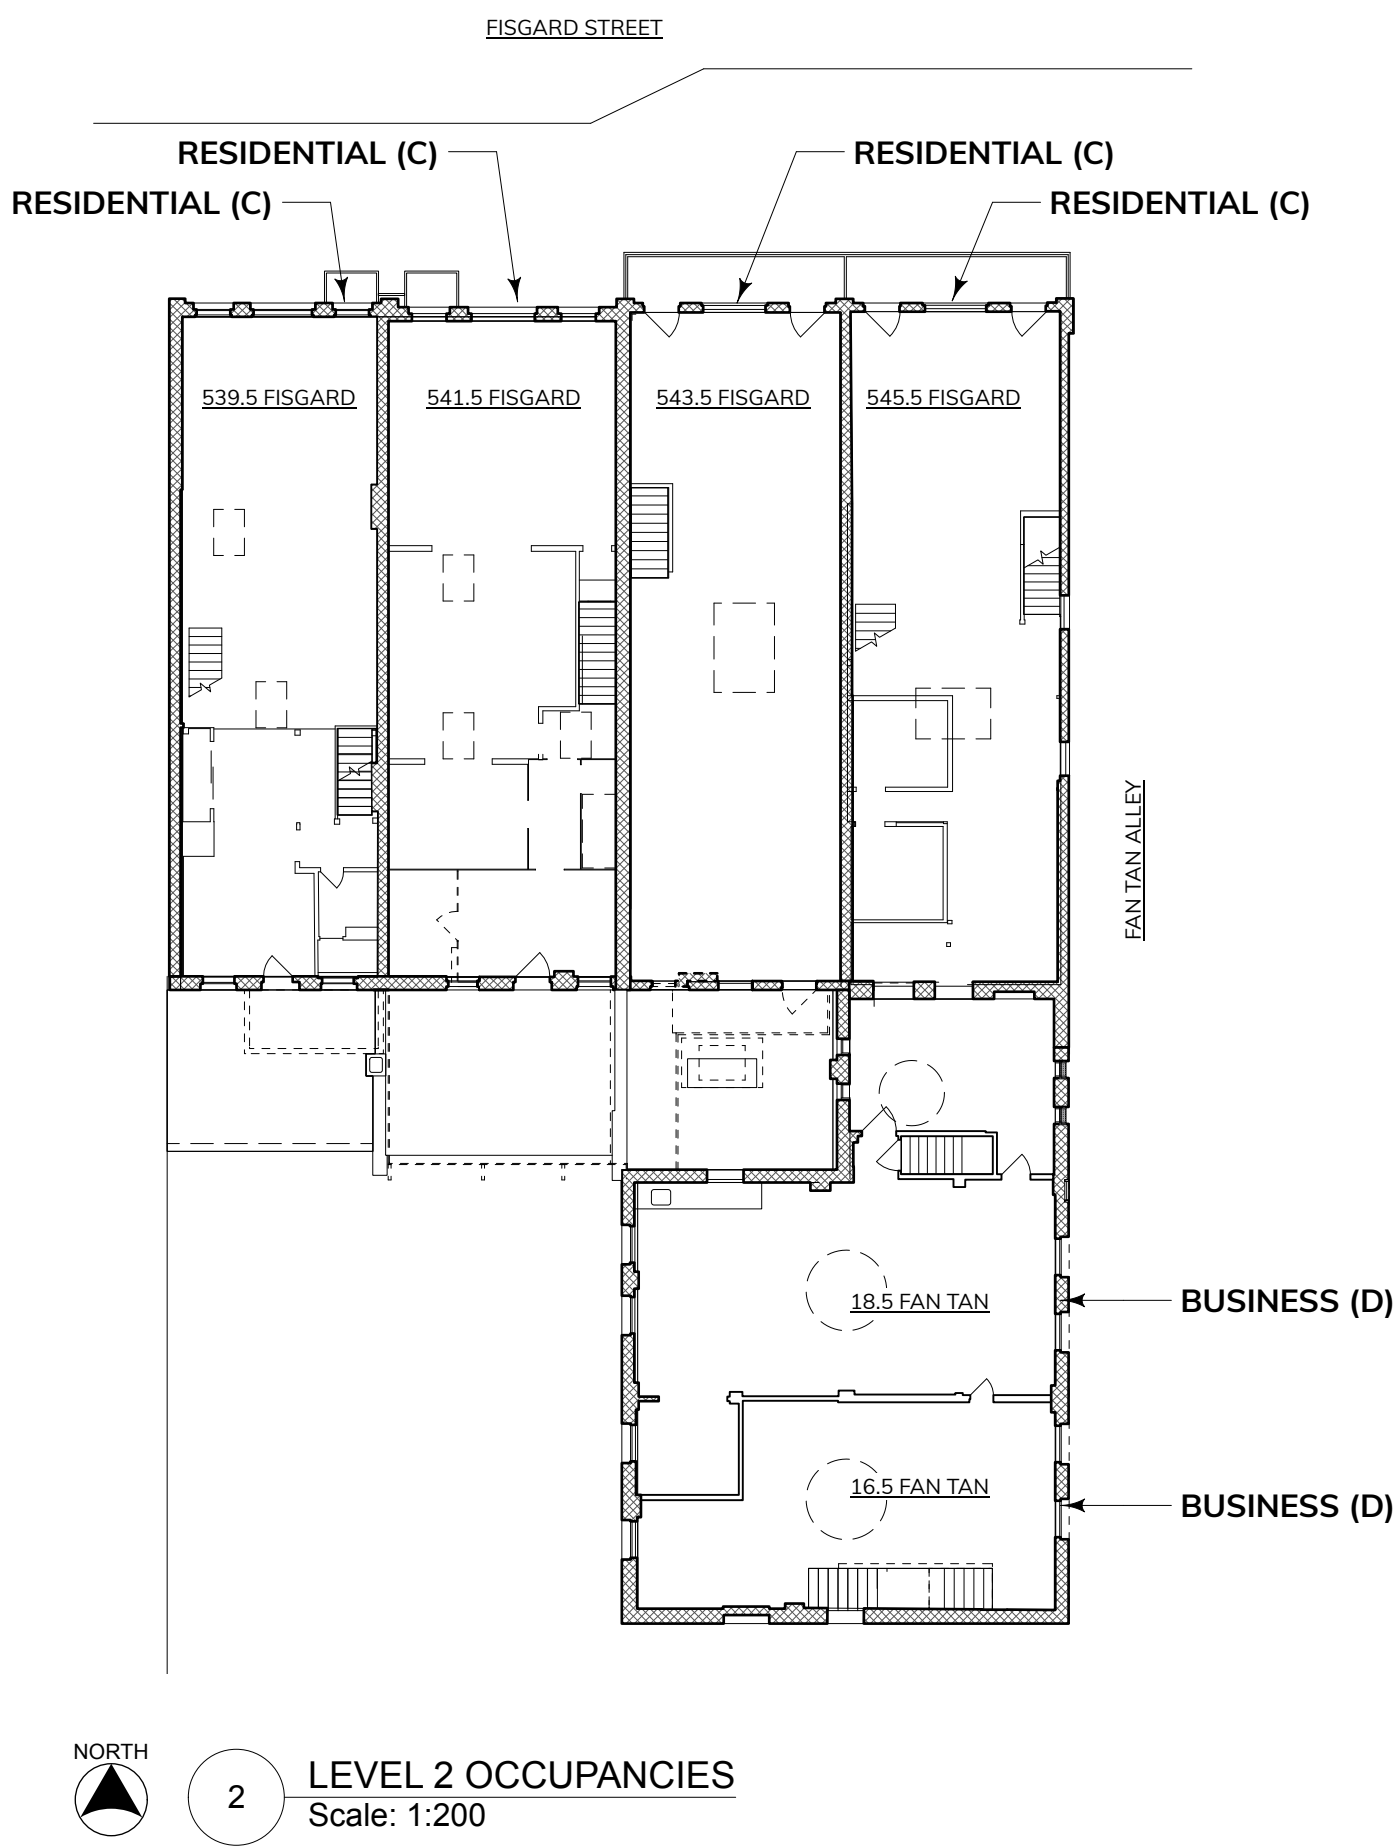 FISGARD STREET
RESIDENTIAL (C)
RESIDENTIAL (C)
RESIDENTIAL (C)
RESIDENTIAL (C)
539.5 FISGARD
541.5 FISGARD
543.5 FISGARD
545.5 FISGARD
FAN TAN ALLEY
18.5 FAN TAN
BUSINESS (D)
16.5 FAN TAN
BUSINESS (D)
NORTH
2
LEVEL 2 OCCUPANCIES
Scale: 1:200